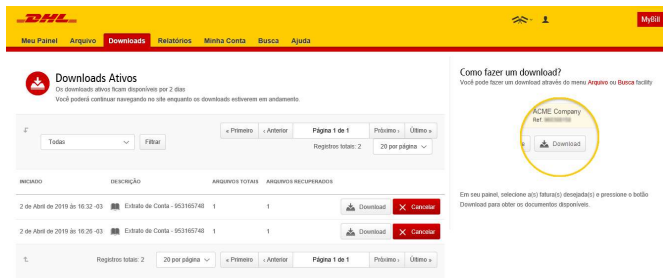 DHL
MyBill
Meu Painel Arquivo Downloads Relatórios Minha Conta Busca Ajuda
Downloads Ativos
Os downloads ativos ficam disponíveis por 2 dias
Você poderá continuar navegando no site enquanto os downloads estiverem em andamento
Todas Filtrar
« Primeiro ‹ Anterior Página 1 de 1 Próximo › Último »
Registros totais: 2 20 por página
INICIADO DESCRIÇÃO ARQUIVOS TOTAIS ARQUIVOS RECUPERADOS
2 de Abril de 2019 às 16:32 -03 Extrato de Conta - 953165748 1 1 Download Cancelar
2 de Abril de 2019 às 16:26 -03 Extrato de Conta - 953165748 1 1 Download Cancelar
Registros totais: 2 20 por página « Primeiro ‹ Anterior Página 1 de 1 Próximo › Último »
Como fazer um download?
Você pode fazer um download através do menu Arquivo ou Busca facility
ACME Company
Ref:
Download
Em seu painel, selecione a(s) fatura(s) desejada(s) e pressione o botão
Download para obter os documentos disponíveis.